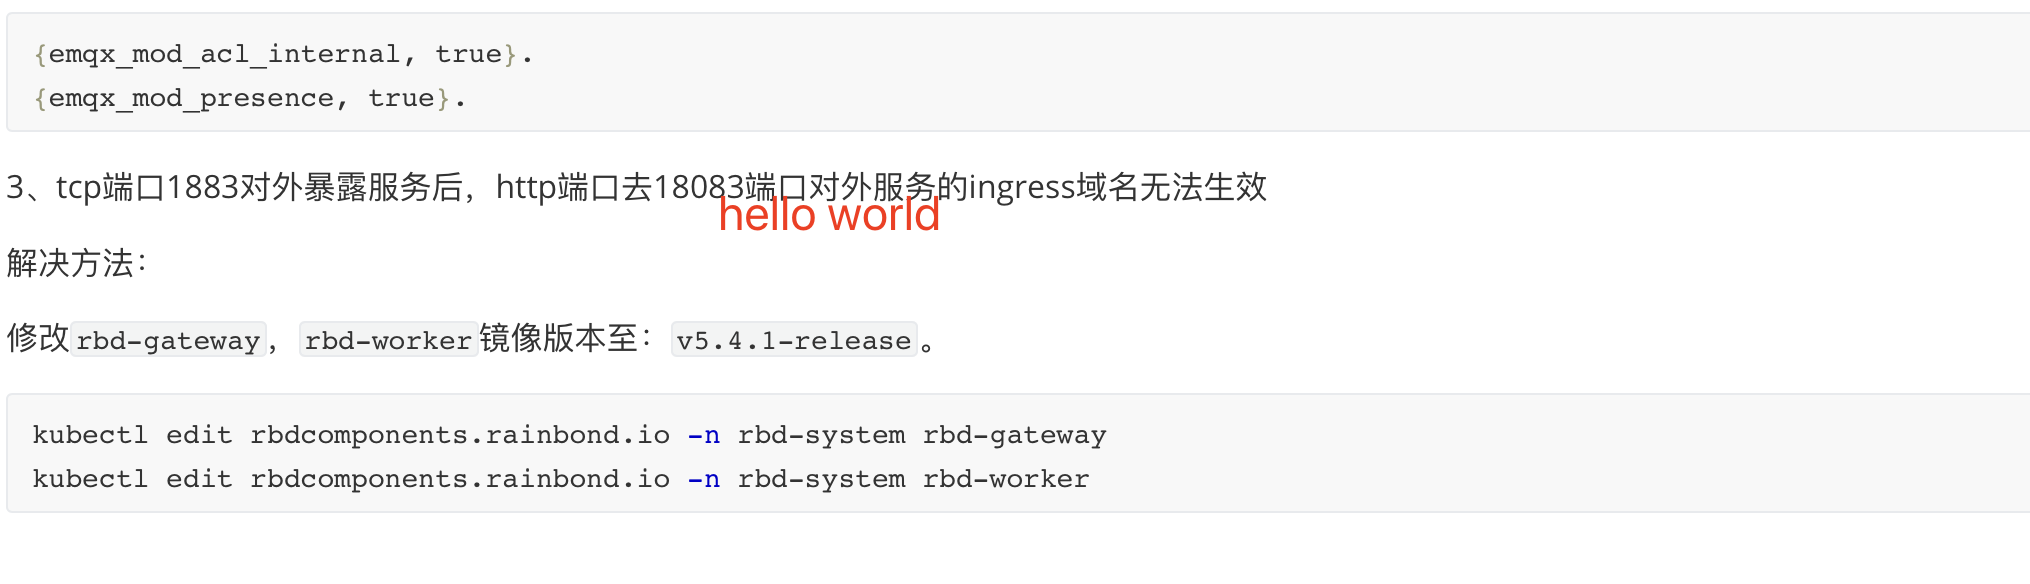 {emqx_mod_acl_internal, true}.
{emqx_mod_presence, true}.
3、tcp端口1883对外暴露服务后，http端口去18083端口对外服务的ingress域名无法生效
hello world
解决方法：
修改rbd-gateway，rbd-worker镜像版本至：v5.4.1-release。
kubectl edit rbdcomponents.rainbond.io -n rbd-system rbd-gateway
kubectl edit rbdcomponents.rainbond.io -n rbd-system rbd-worker